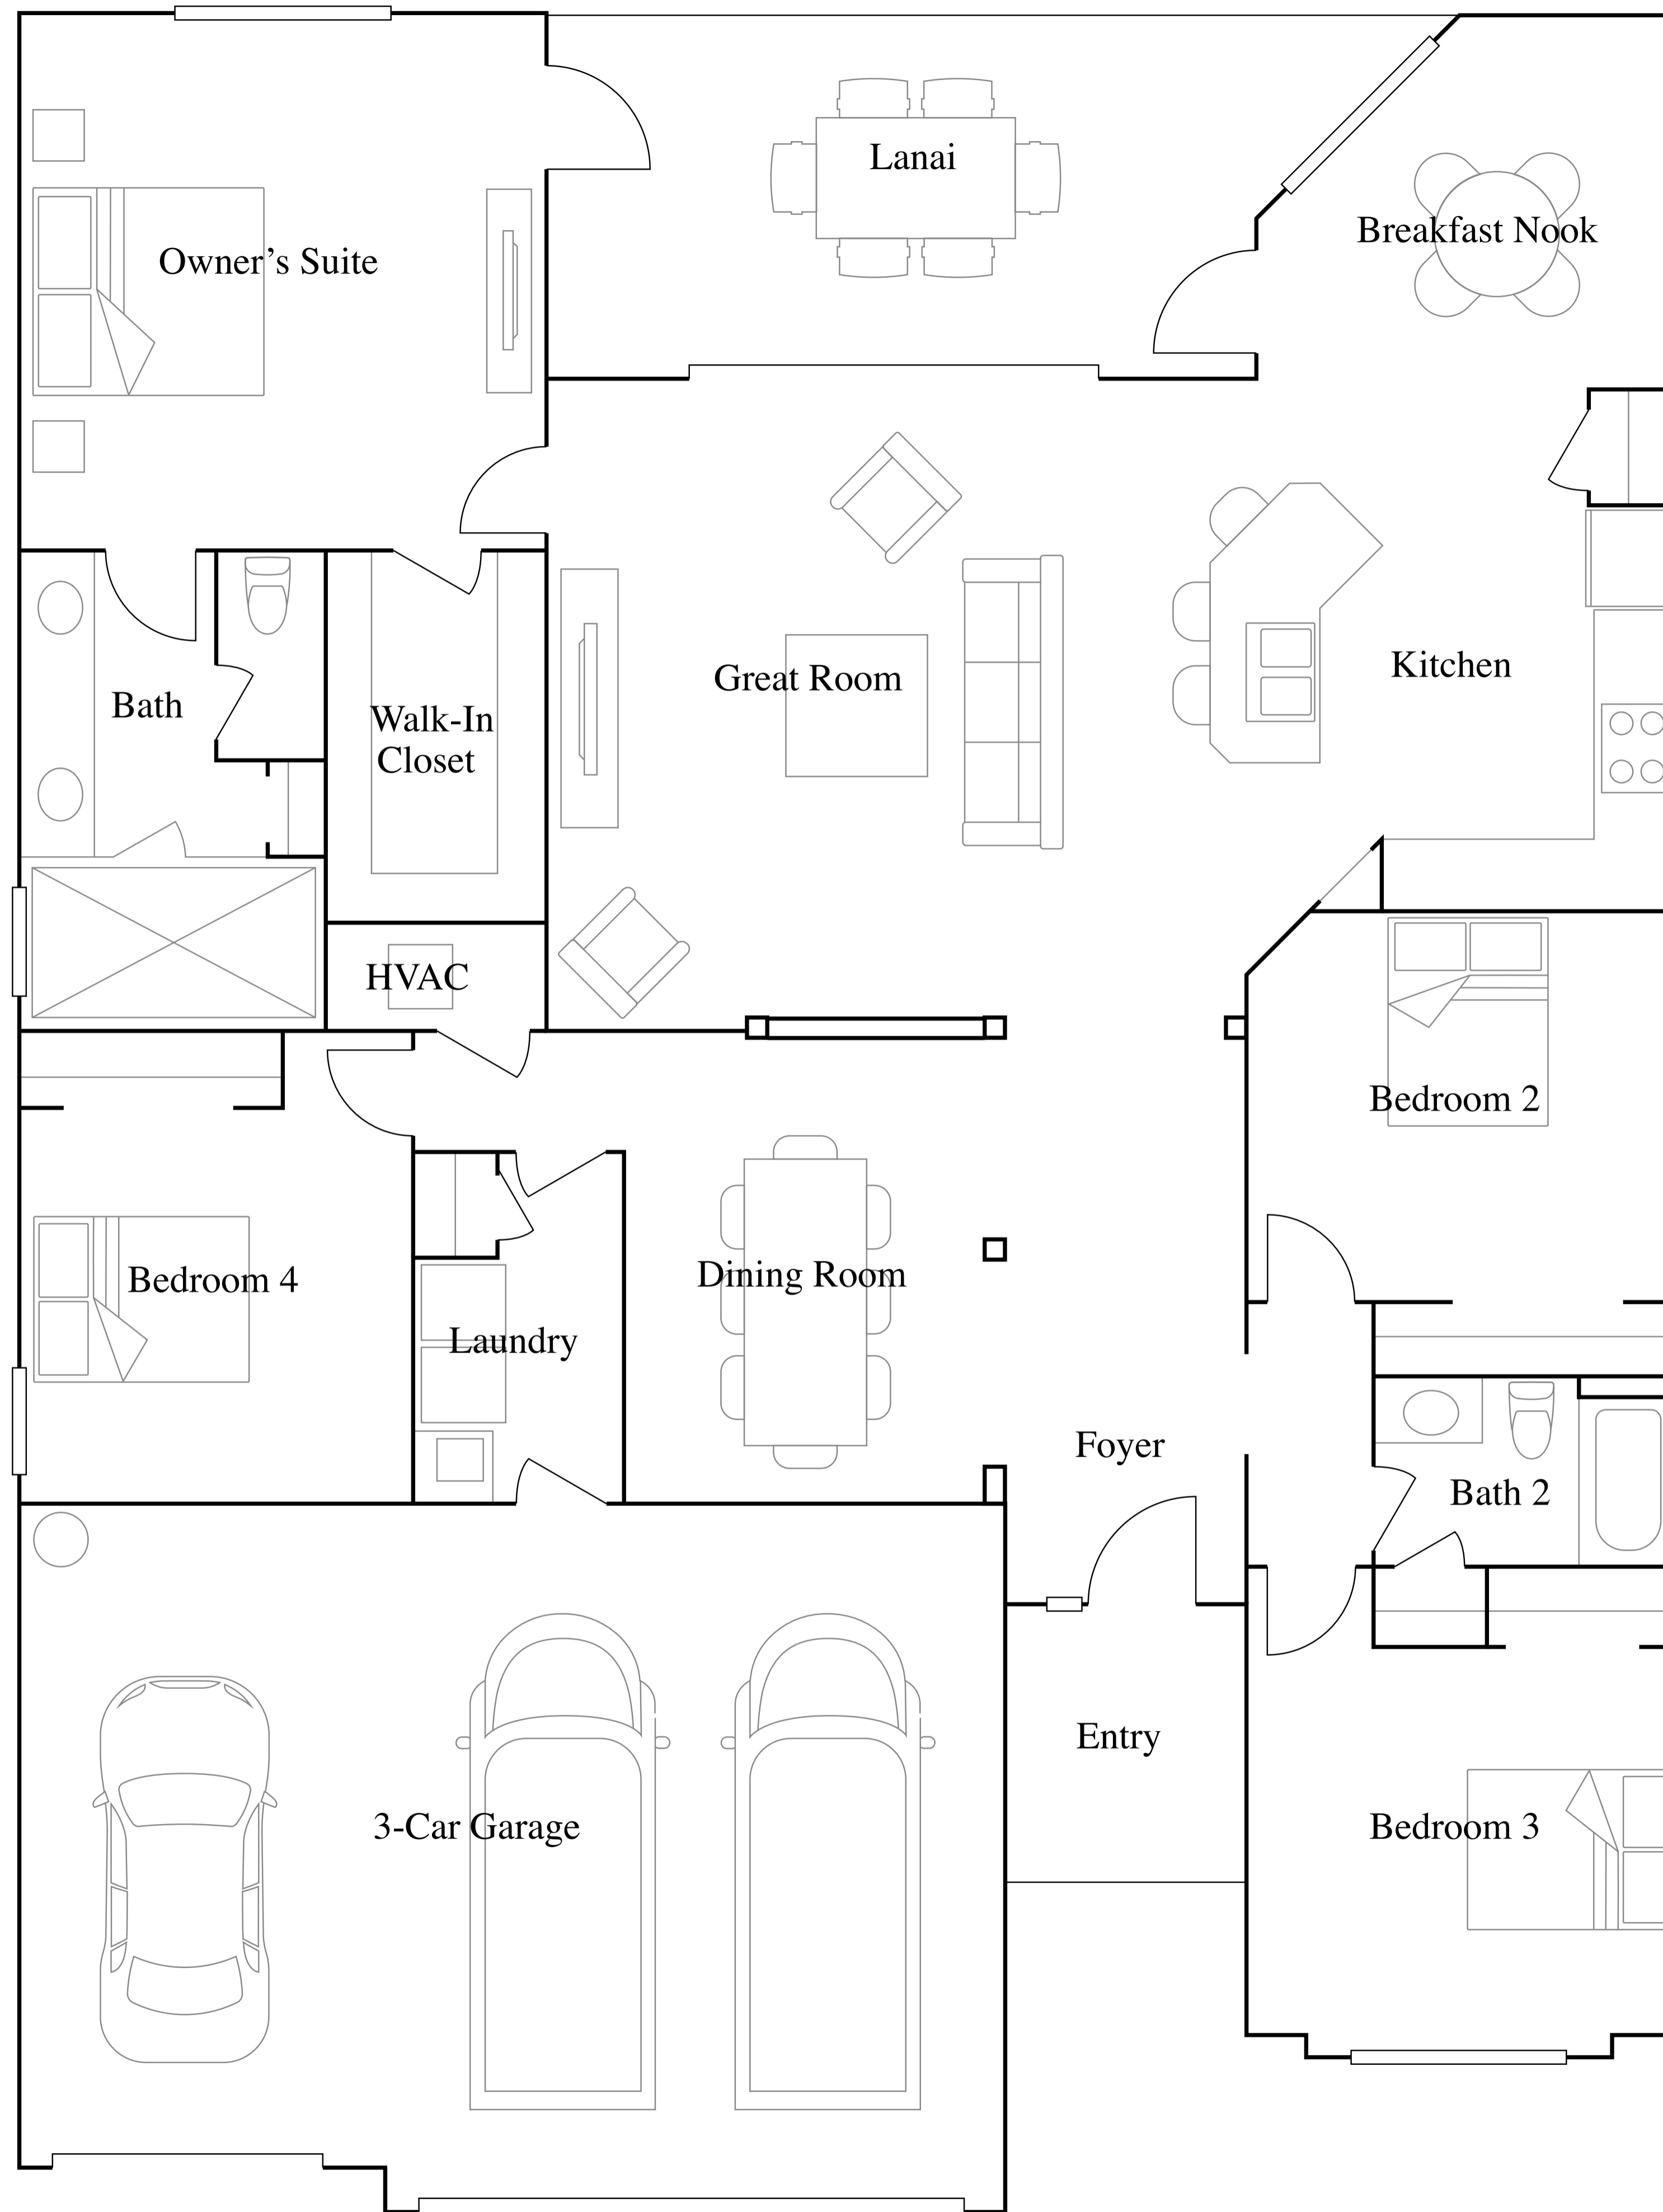 Lanai
Breakfast Nook
Owner’s Suite
Great Room
Kitchen
Bath
Walk-In
Closet
HVAC
Bedroom 2
Bedroom 4
Dining Room
Laundry
Foyer
Bath 2
Entry
3-Car Garage
Bedroom 3